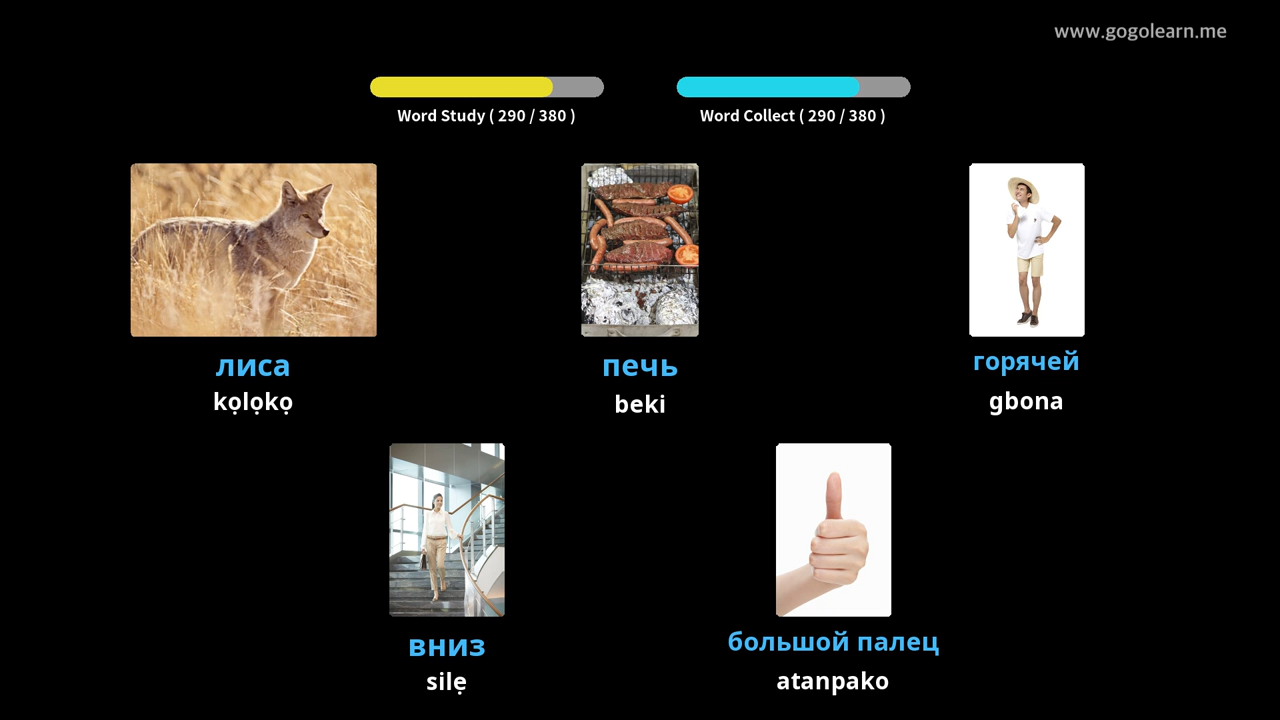 www.gogolearn.me
Word Study ( 290 / 380 )
Word Collect ( 290 / 380 )
лиса
kọlọkọ
печь
beki
горячей
gbona
вниз
silẹ
большой палец
atanpako